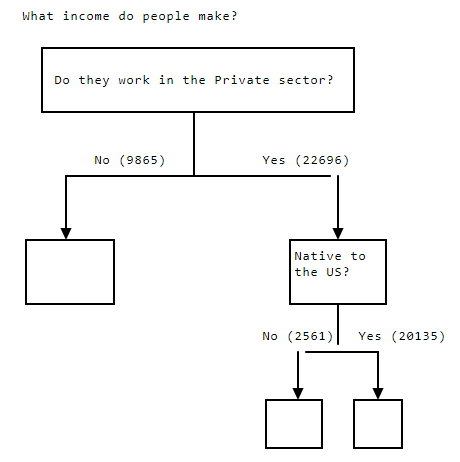 What income do people make?
Do they work in the Private sector?
No (9865)
Yes (22696)
Native to
the US?
No (2561)
Yes (20135)